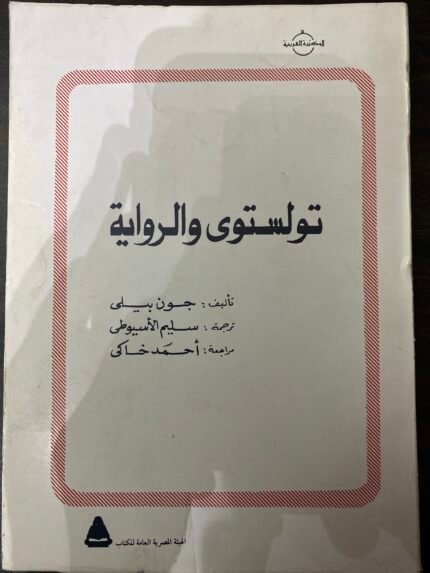 المكتبة العربية
تولستوى والرواية
تأليف : جون بيلى
ترجمة : سليم الأسيوطى
مراجعة : أحمد خاكى
الهيئة المصرية العامة للكتاب